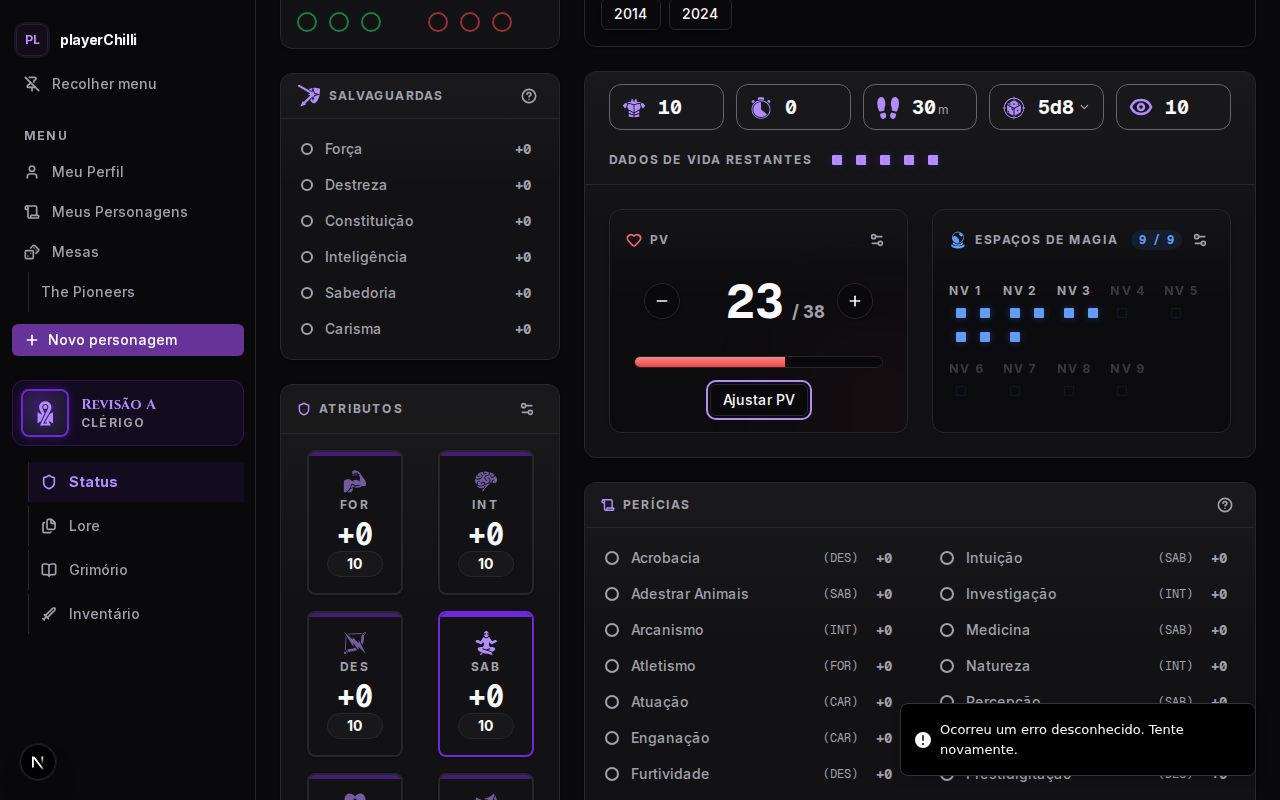 PL
playerChilli
Recolher menu
MENU
Meu Perfil
Meus Personagens
Mesas
The Pioneers
Novo personagem
Revisão A
CLÉRIGO
Status
Lore
Grimório
Inventário
N
SALVAGUARDAS
Força +0
Destreza +0
Constituição +0
Inteligência +0
Sabedoria +0
Carisma +0
ATRIBUTOS
FOR
+0
10
INT
+0
10
DES
+0
10
SAB
+0
10
2014 2024
10 0 30m 5d8 10
DADOS DE VIDA RESTANTES
PV
23 / 38
Ajustar PV
ESPAÇOS DE MAGIA 9 / 9
NV 1 NV 2 NV 3 NV 4 NV 5
NV 6 NV 7 NV 8 NV 9
PERÍCIAS
Acrobacia (DES) +0
Adestrar Animais (SAB) +0
Arcanismo (INT) +0
Atletismo (FOR) +0
Atuação (CAR) +0
Enganação (CAR) +0
Furtividade (DES) +0
Intuição (SAB) +0
Investigação (INT) +0
Medicina (SAB) +0
Natureza (INT) +0
Percepção (SAB) +0
Ocorreu um erro desconhecido. Tente
novamente.